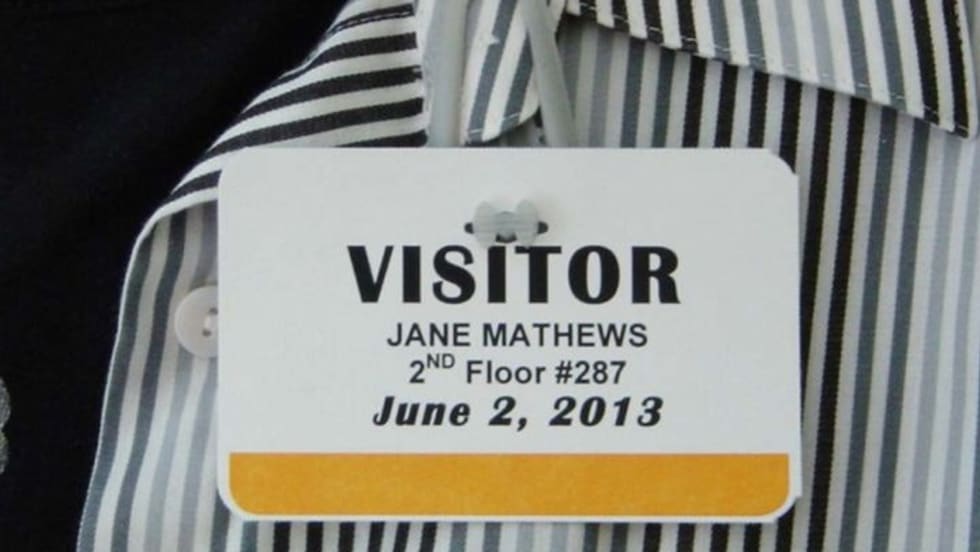 VISITOR
JANE MATHEWS
2ND Floor #287
June 2, 2013